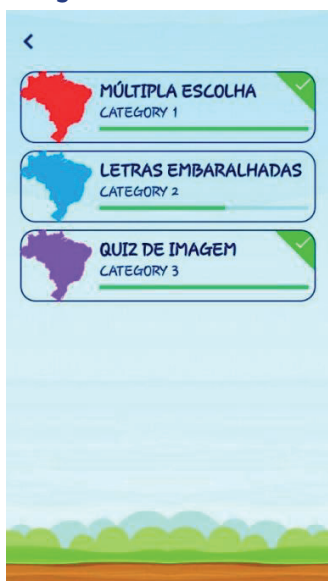 MÚLTIPLA ESCOLHA
CATEGORY 1
LETRAS EMBARALHADAS
CATEGORY 2
QUIZ DE IMAGEM
CATEGORY 3